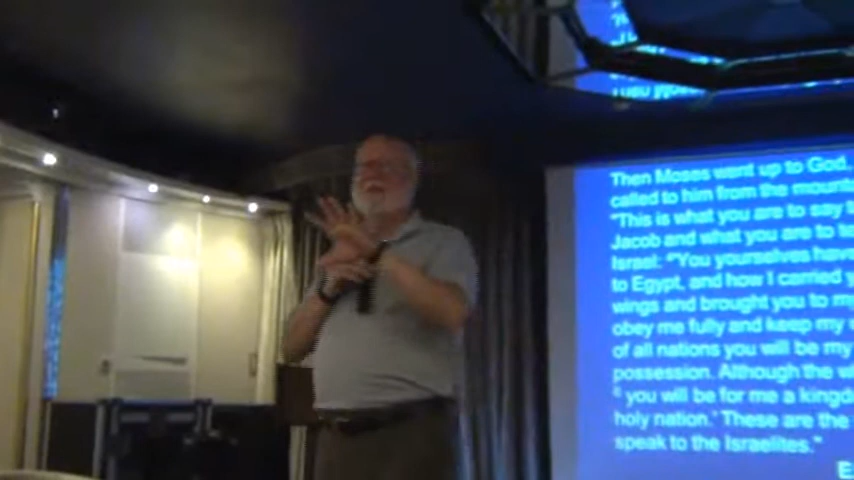 Then Moses went up to God,
called to him from the
"This is what you are to say
Jacob and what you are to
Israel: "'You yourselves have
to Egypt, and how I carried
wings and brought you to
obey me fully and keep my
of all nations you will be my
possession. Although the
6 you will be for me a
holy nation.' These are the
speak to the Israelites."